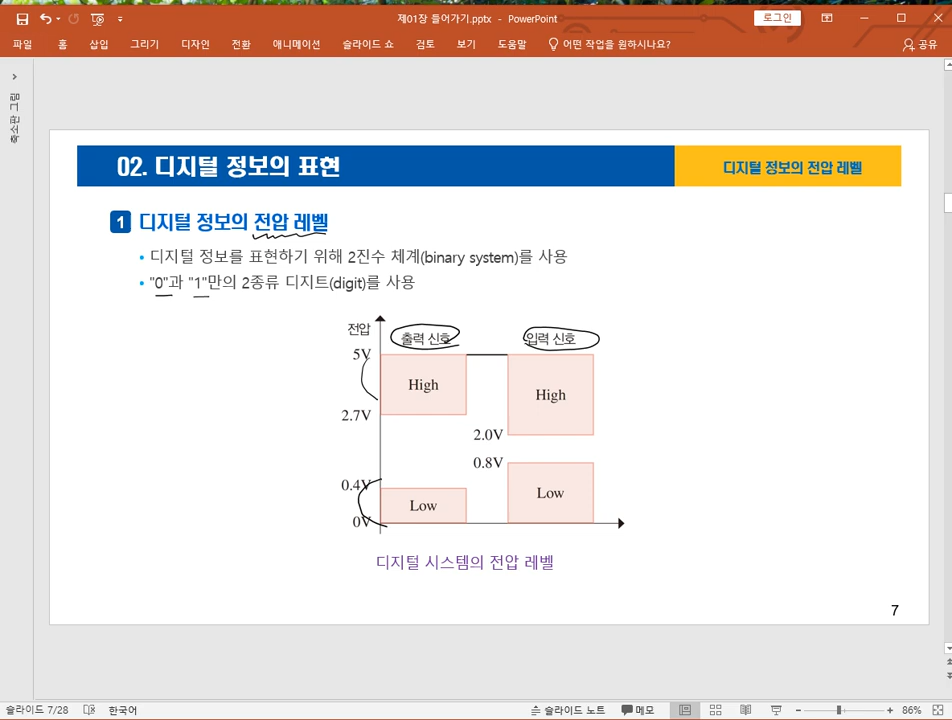 제01장 들어가기.pptx - PowerPoint
로그인
파일 홈 삽입 그리기 디자인 전환 애니메이션 슬라이드 쇼 검토 보기 도움말 어떤 작업을 원하시나요? 공유
축소판 그림
02. 디지털 정보의 표현
디지털 정보의 전압 레벨
1 디지털 정보의 전압 레벨
• 디지털 정보를 표현하기 위해 2진수 체계(binary system)를 사용
• "0"과 "1"만의 2종류 디지트(digit)를 사용
전압
출력 신호
입력 신호
5V
High
High
2.7V
2.0V
0.8V
0.4V
Low
Low
0V
디지털 시스템의 전압 레벨
7
슬라이드 7/28 한국어 슬라이드 노트 메모 86%